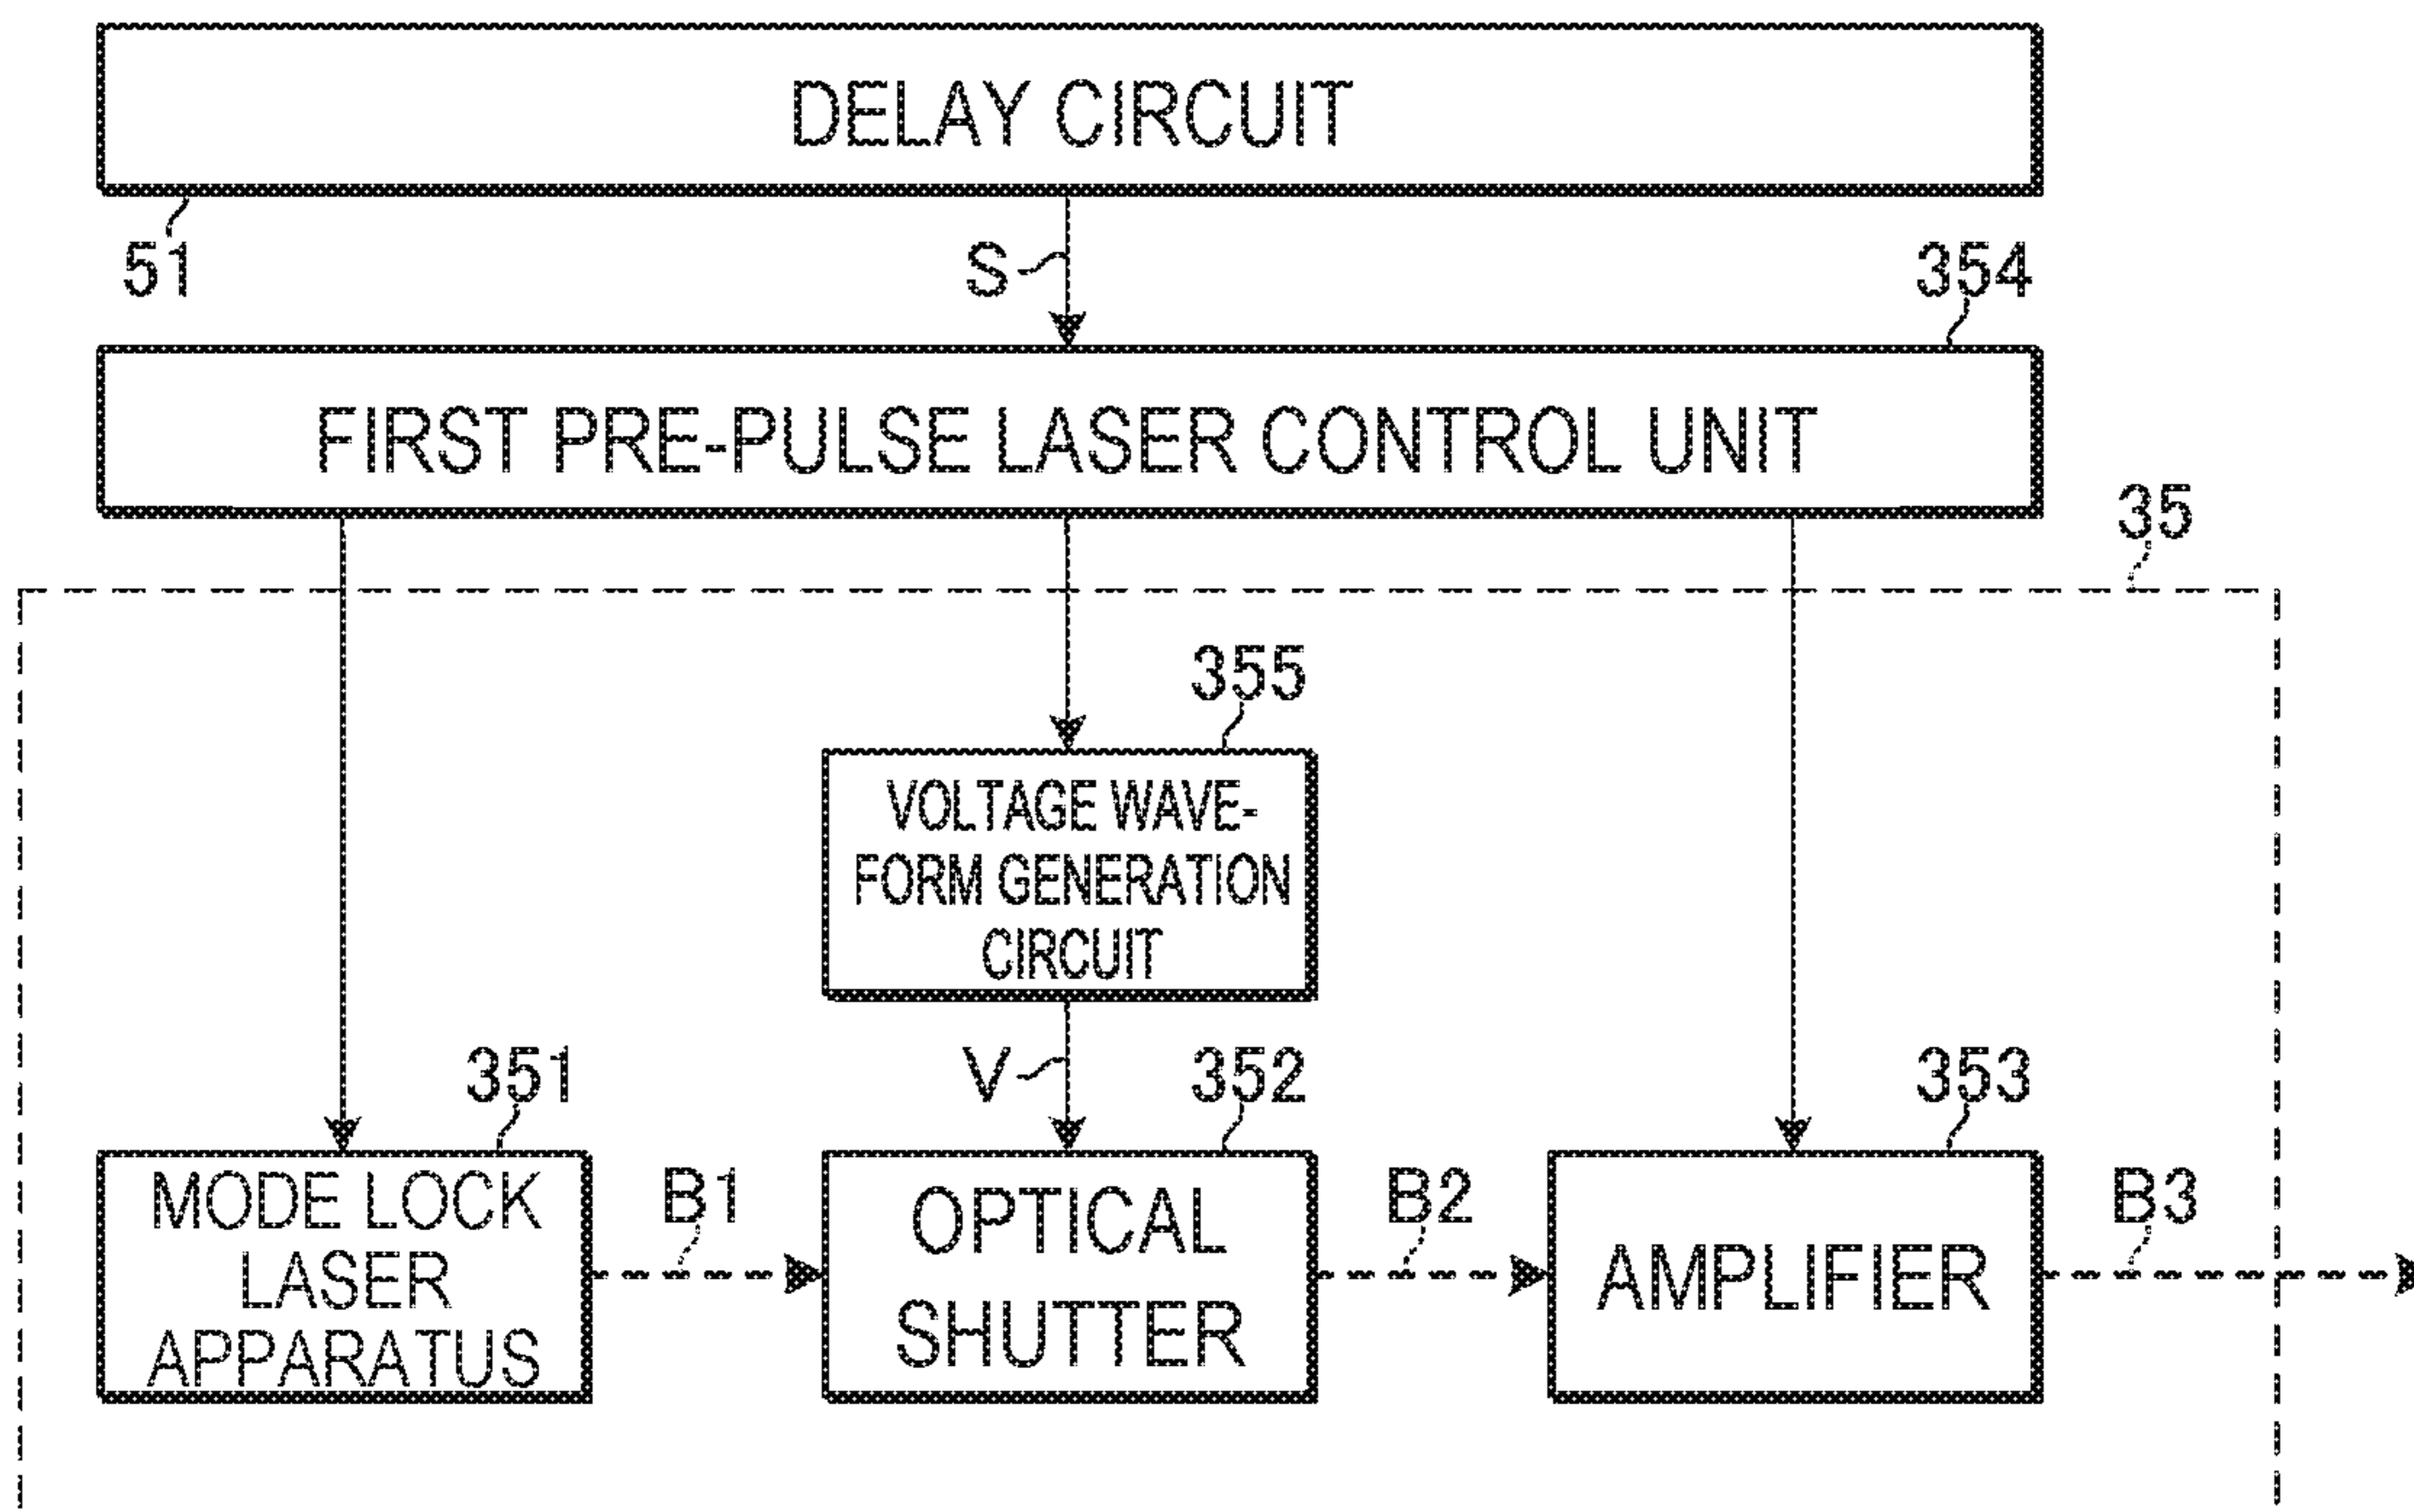 DELAY CIRCUIT
51
S
354
FIRST PRE-PULSE LASER CONTROL UNIT
35
355
VOLTAGE WAVE-
FORM GENERATION
CIRCUIT
351
V
352
353
MODE LOCK
LASER
APPARATUS
B1
OPTICAL
SHUTTER
B2
AMPLIFIER
B3